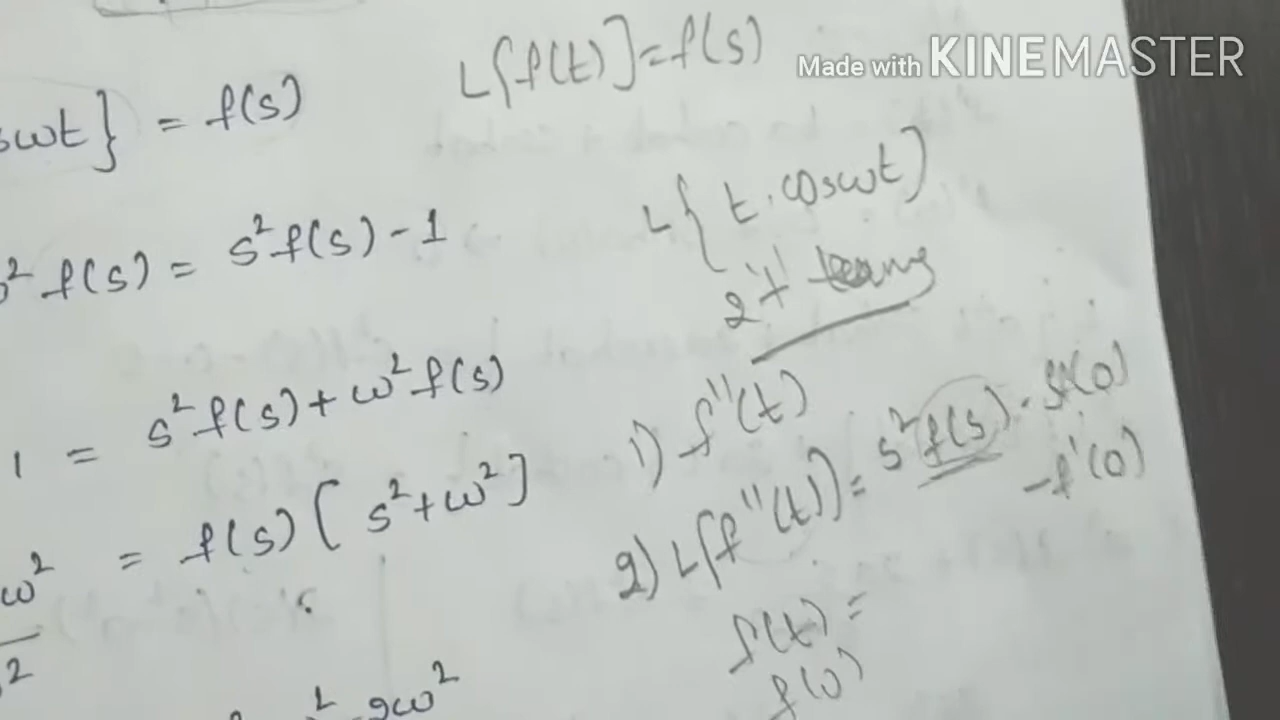 L{f(t)] = f(s)
Made with KINEMASTER
swt} = f(s)
L{ t.coswt}
² f(s) = s² f(s) - 1
2 't'
1 = s² f(s) + ω² f(s)
1) f''(t)
ω² = f(s) [ s² + ω² ]
2) L{f''(t)} = s² f(s) - sf(0)
- f'(0)
f(t) =
f(0)
2
2ω²